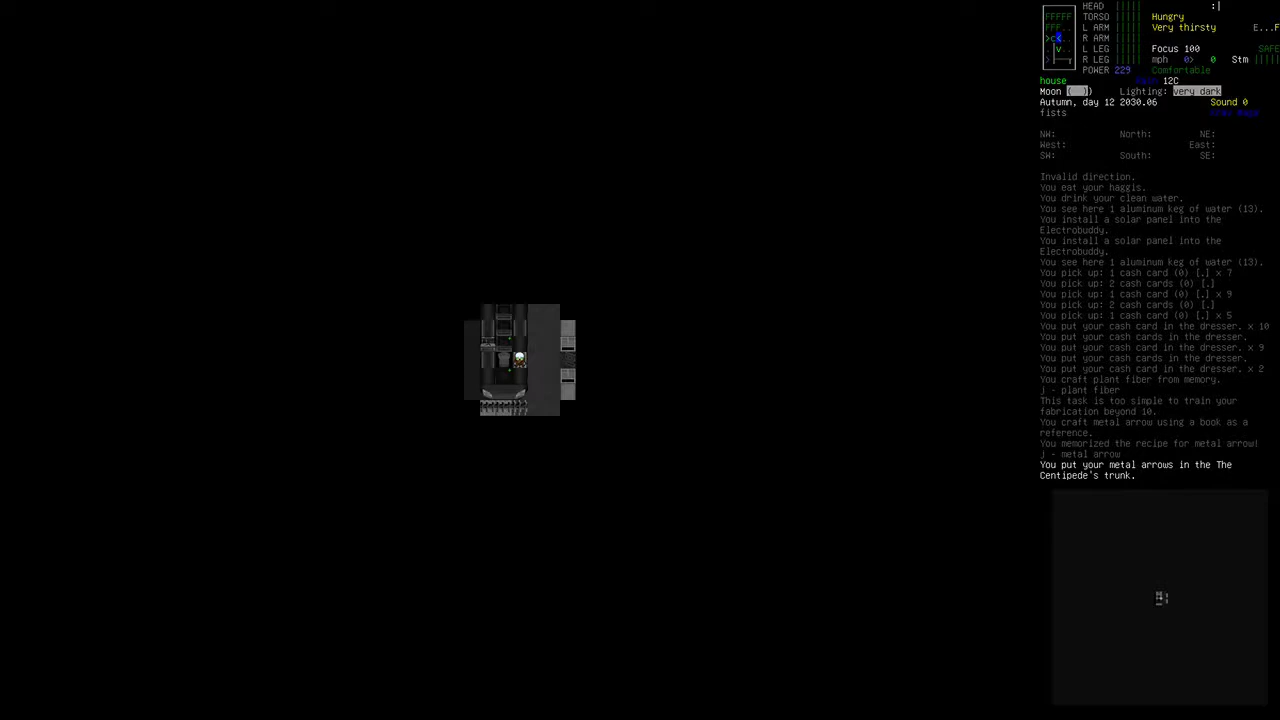 HEAD :|
FFFFF TORSO Hungry
FFF.. L ARM Very thirsty E...F
>c<.. R ARM
L LEG Focus 100 SAFE
R LEG mph 0> 0 Stm
POWER 229 Comfortable
house 12C
Moon ( ) Lighting: very dark
Autumn, day 12 2030.06 Sound 0
fists
NW: North: NE:
West: East:
SW: South: SE:
Invalid direction.
You eat your haggis.
You drink your clean water.
You see here 1 aluminum keg of water (13).
You install a solar panel into the
Electrobuddy.
You install a solar panel into the
Electrobuddy.
You see here 1 aluminum keg of water (13).
You pick up: 1 cash card (0) [.] x 7
You pick up: 2 cash cards (0) [.]
You pick up: 1 cash card (0) [.] x 9
You pick up: 2 cash cards (0) [.]
You pick up: 1 cash card (0) [.] x 5
You put your cash card in the dresser. x 10
You put your cash cards in the dresser.
You put your cash card in the dresser. x 9
You put your cash cards in the dresser.
You put your cash card in the dresser. x 2
You craft plant fiber from memory.
j - plant fiber
This task is too simple to train your
fabrication beyond 10.
You craft metal arrow using a book as a
reference.
You memorized the recipe for metal arrow!
j - metal arrow
You put your metal arrows in the The
Centipede's trunk.